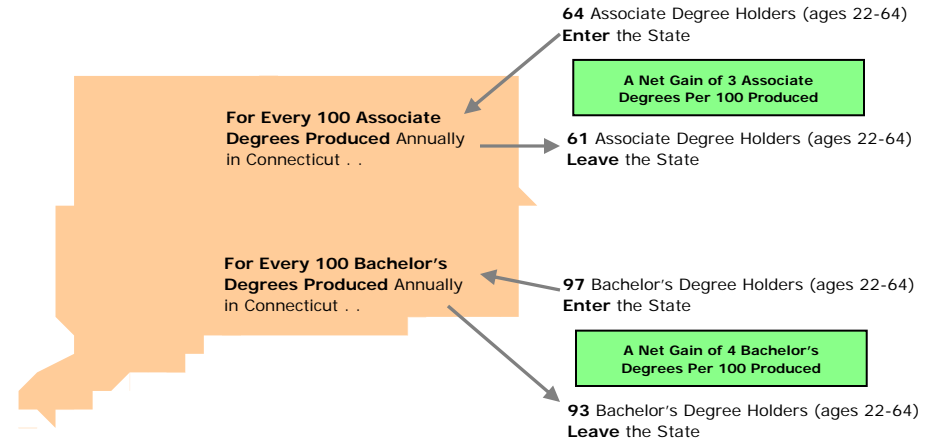 64 Associate Degree Holders (ages 22-64)
Enter the State
A Net Gain of 3 Associate
Degrees Per 100 Produced
For Every 100 Associate
Degrees Produced Annually
in Connecticut . .
61 Associate Degree Holders (ages 22-64)
Leave the State
For Every 100 Bachelor's
Degrees Produced Annually
in Connecticut . .
97 Bachelor's Degree Holders (ages 22-64)
Enter the State
A Net Gain of 4 Bachelor's
Degrees Per 100 Produced
93 Bachelor's Degree Holders (ages 22-64)
Leave the State